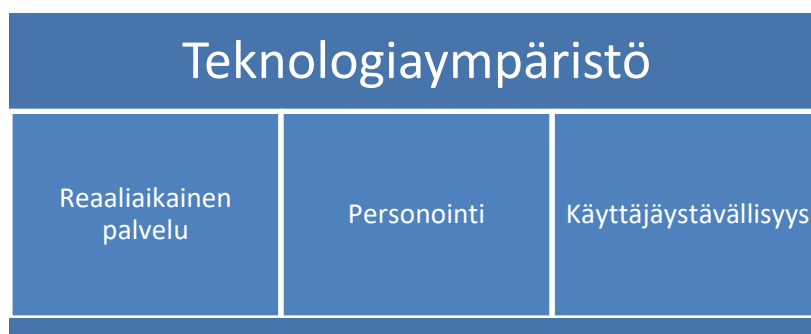 Teknologiaympäristö
Reaaliaikainen
palvelu
Personointi
Käyttäjäystävällisyys